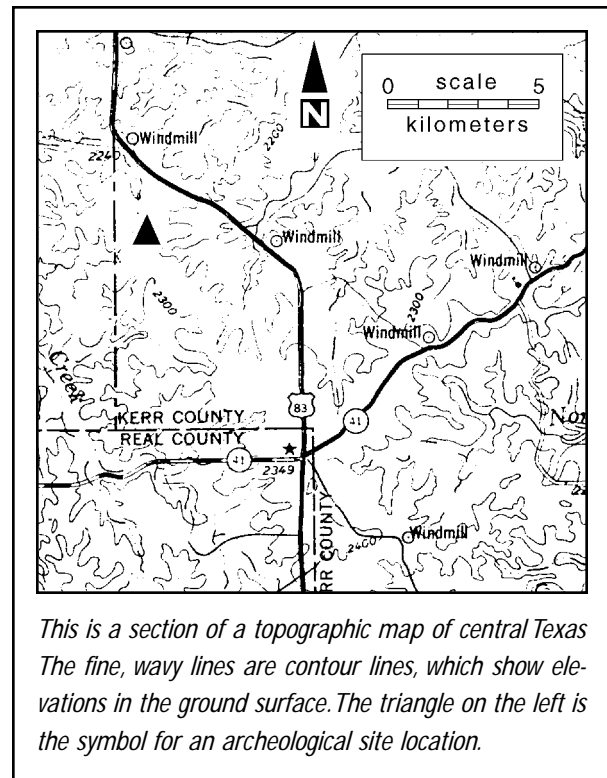 0 scale 5
kilometers
N
Windmill
2240
2200
Windmill
Windmill
2300
2300
Windmill
Creek
83
41
KERR COUNTY
REAL COUNTY
41
2349
Nor
22
2400
Windmill
RR COUNTY
This is a section of a topographic map of central Texas
The fine, wavy lines are contour lines, which show ele-
vations in the ground surface. The triangle on the left is
the symbol for an archeological site location.